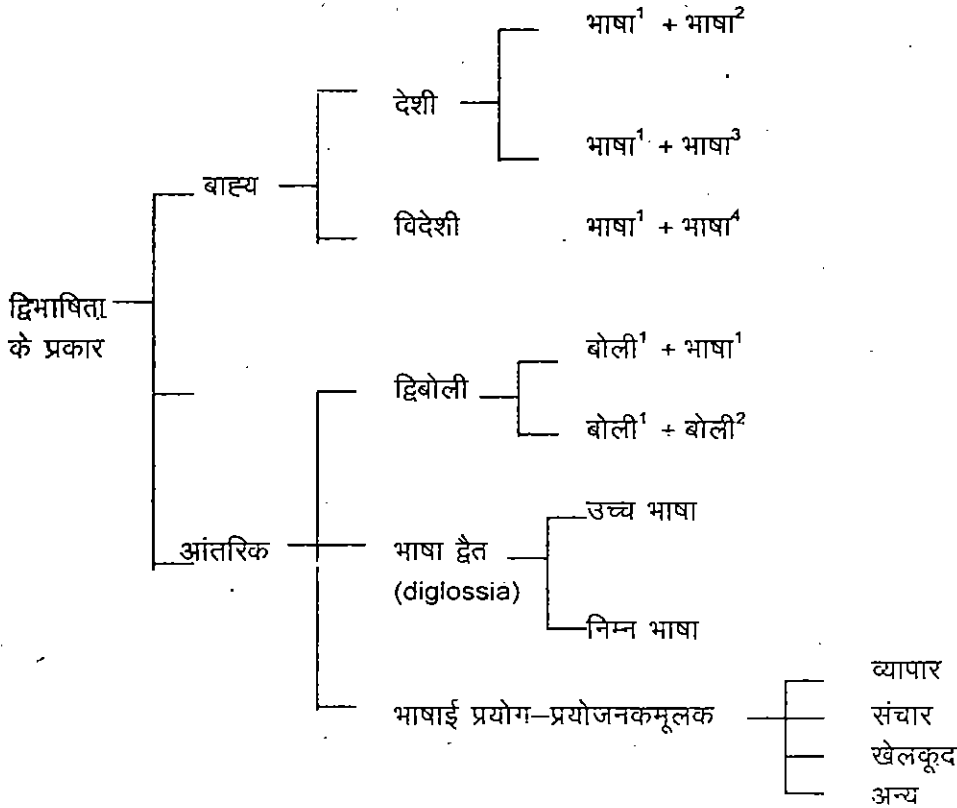 भाषा¹ + भाषा²
देशी
भाषा¹ + भाषा³
बाह्य
विदेशी भाषा¹ + भाषा⁴
द्विभाषिता
के प्रकार
द्विबोली
बोली¹ + भाषा¹
बोली¹ + बोली²
उच्च भाषा
आंतरिक
भाषा द्वैत
(diglossia)
निम्न भाषा
भाषाई प्रयोग–प्रयोजनकमूलक
व्यापार
संचार
खेलकूद
अन्य